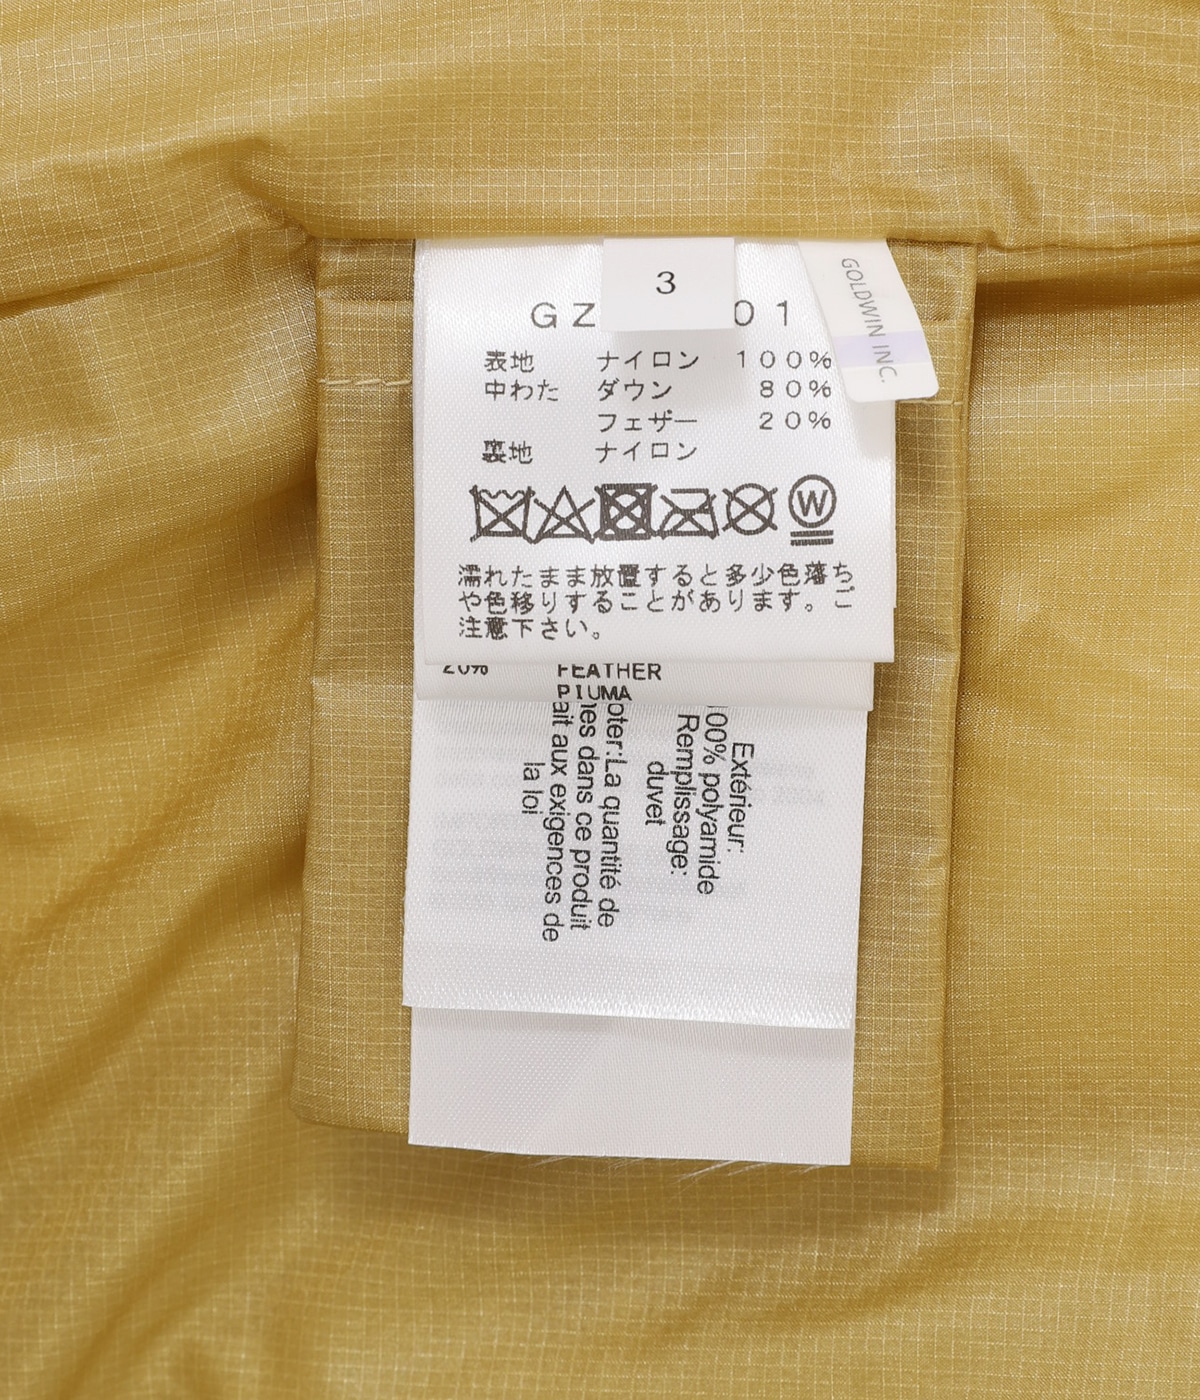 3
GZ 01
GOLDWIN INC.
表地 ナイロン 100%
中わた ダウン 80%
フェザー 20%
裏地 ナイロン
W
濡れたまま放置すると多少色落ち
や色移りすることがあります。ご
注意下さい。
20% FEATHER
PIUMA
Extérieur:
100% polyamide
Remplissage:
duvet
oter:La quantité de
dans ce produit
aux exigences de
la loi